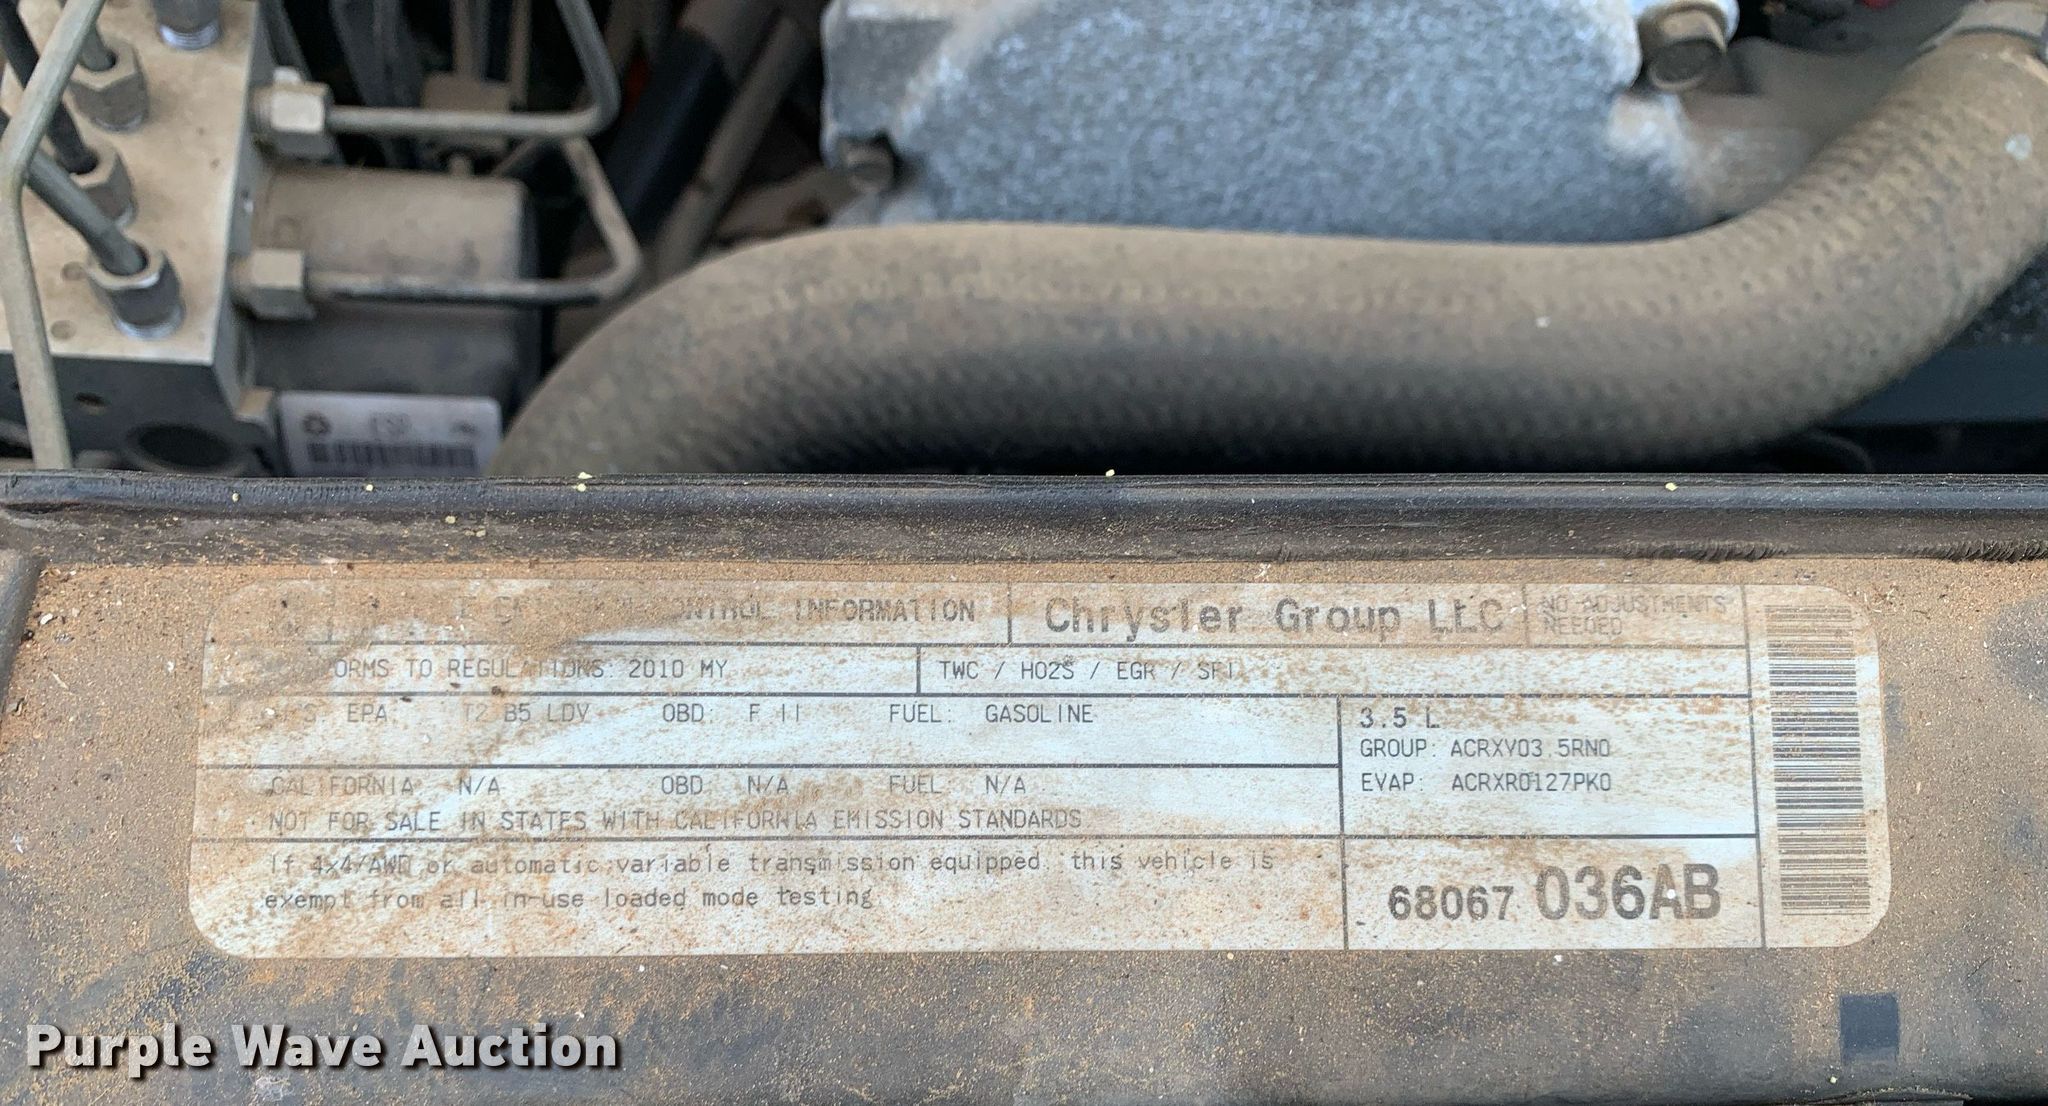 ESP
CONTROL INFORMATION
Chrysler Group LLC
NO ADJUSTMENTS
NEEDED
TO REGULATIONS: 2010 MY
TWC / HO2S / EGR / SFI
EPA: T2 B5 LDV OBD: F II FUEL: GASOLINE
3.5 L
GROUP: ACRXV03.5RN0
EVAP: ACRXR0127PK0
CALIFORNIA: N/A OBD: N/A FUEL: N/A
NOT FOR SALE IN STATES WITH CALIFORNIA EMISSION STANDARDS
If 4x4/AWD or automatic variable transmission equipped, this vehicle is
exempt from all in-use loaded mode testing
68067 036AB
Purple Wave Auction